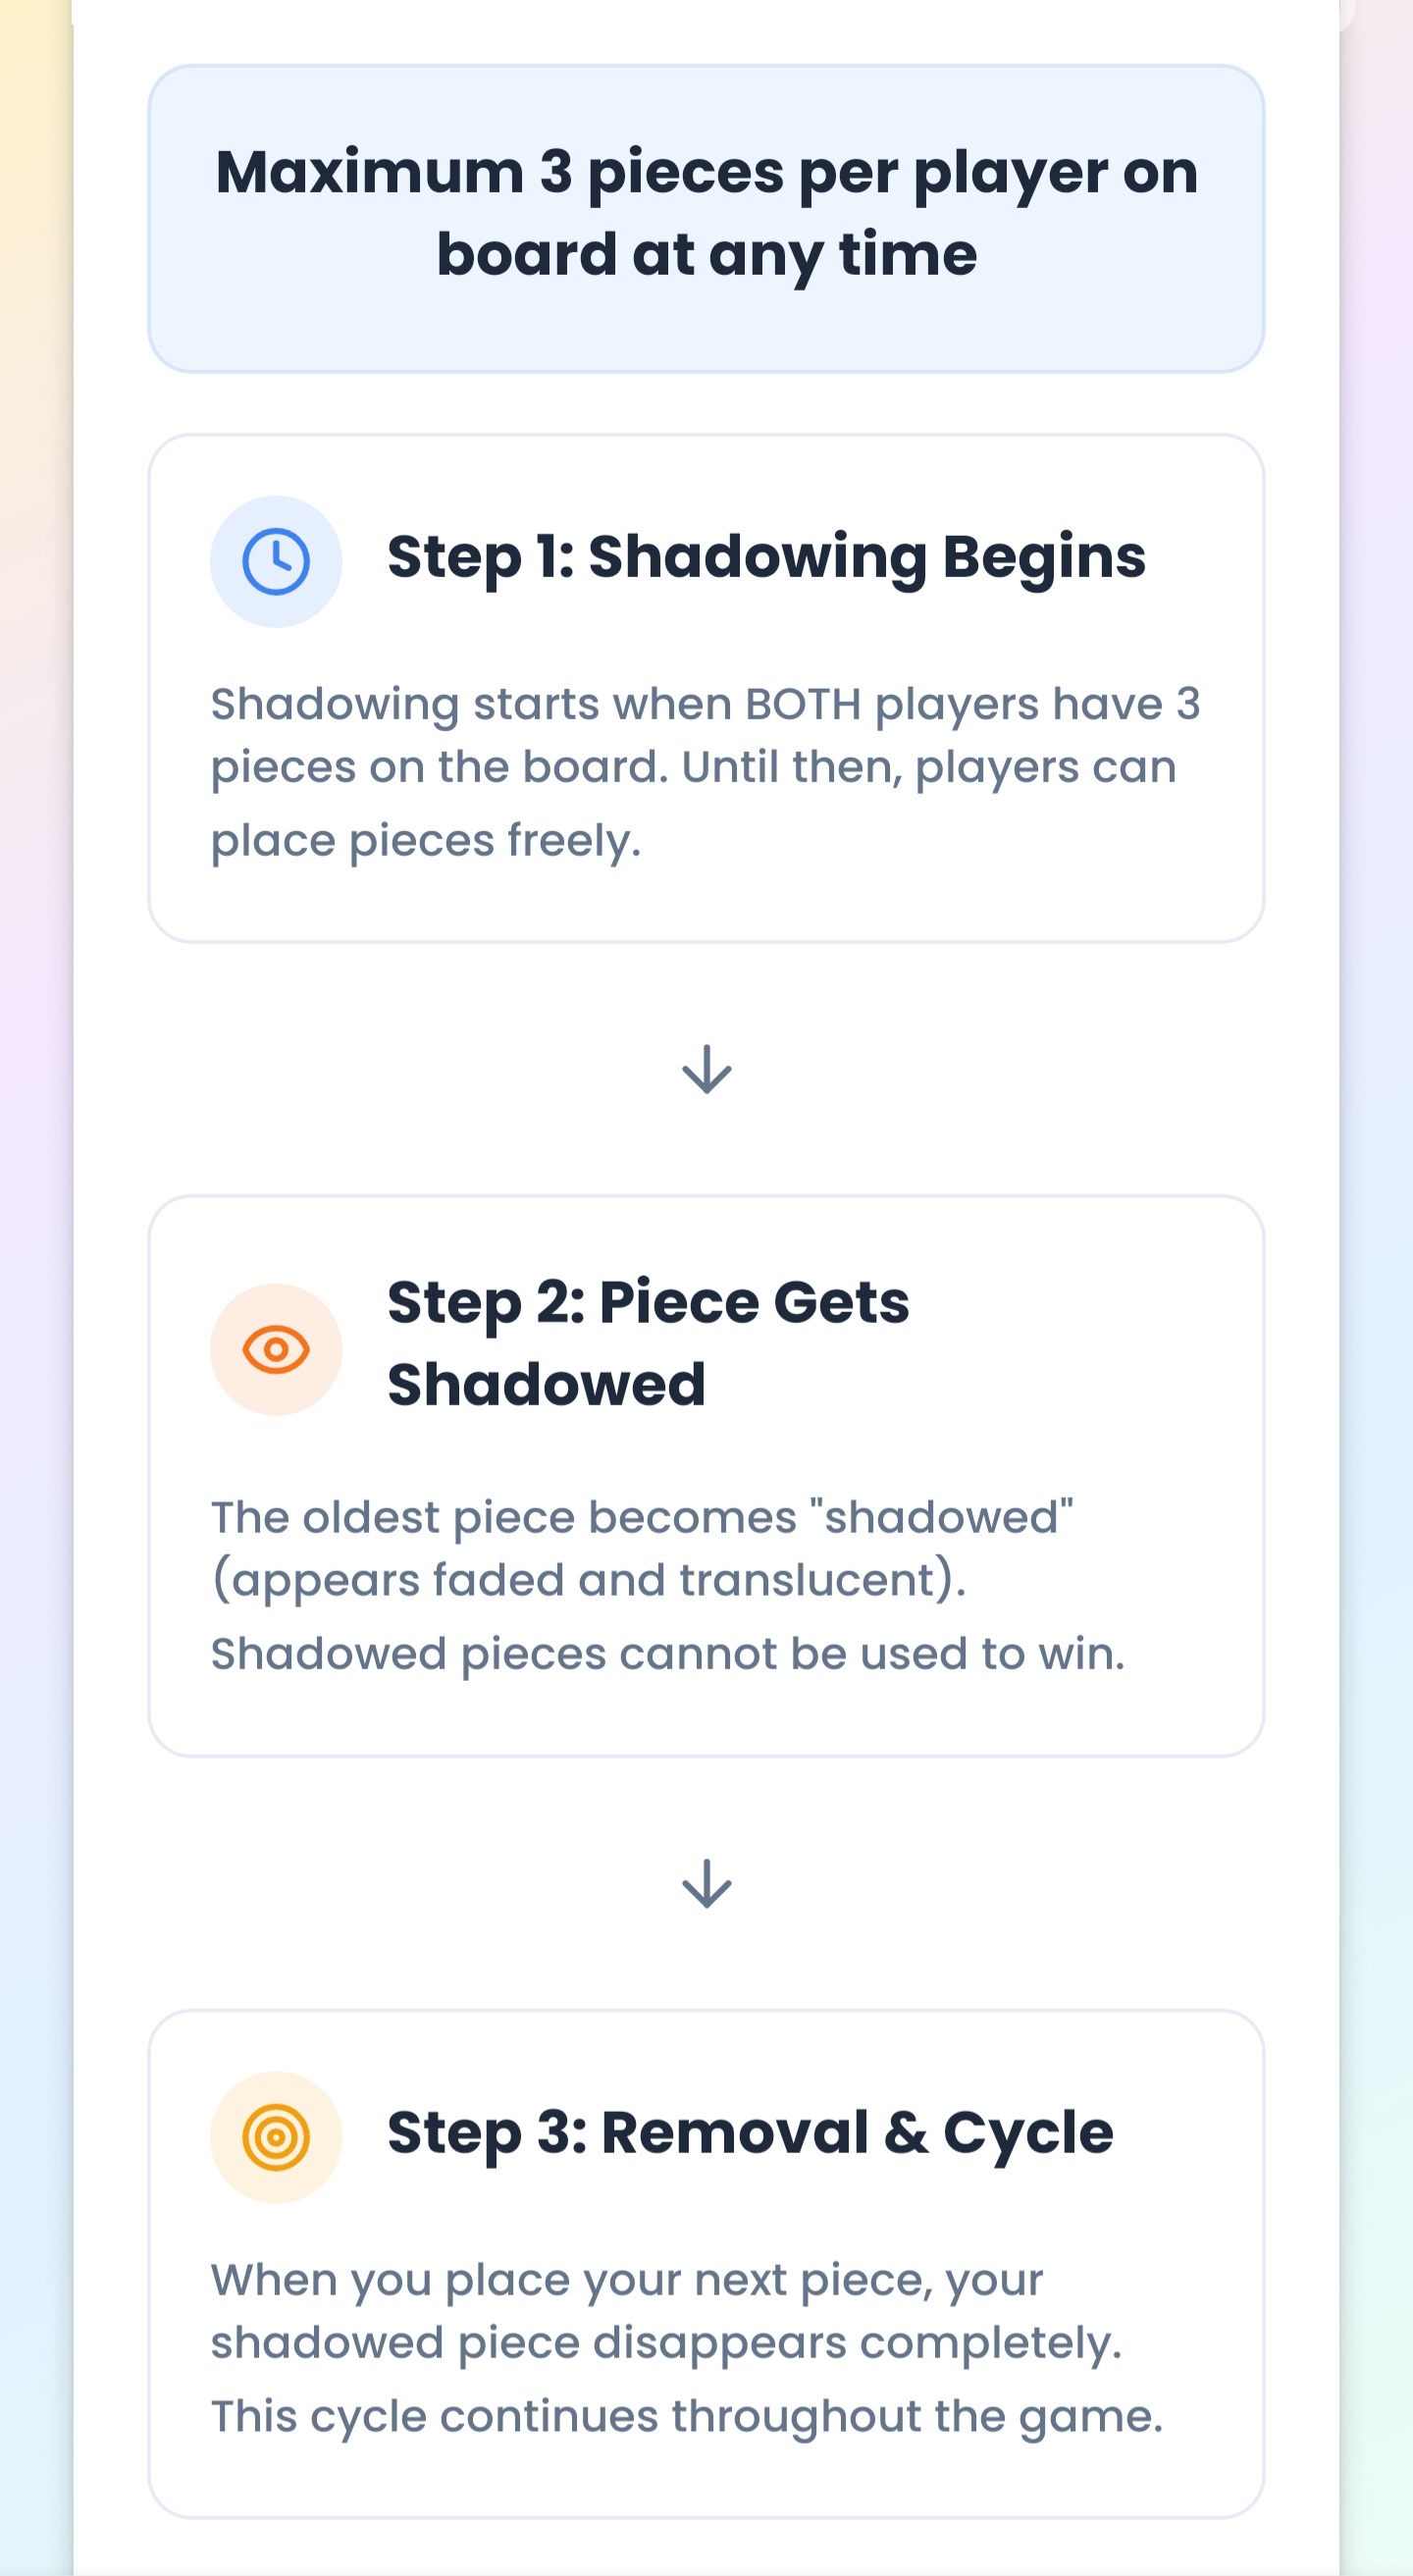 Maximum 3 pieces per player on
board at any time
Step 1: Shadowing Begins
Shadowing starts when BOTH players have 3
pieces on the board. Until then, players can
place pieces freely.
Step 2: Piece Gets
Shadowed
The oldest piece becomes "shadowed"
(appears faded and translucent).
Shadowed pieces cannot be used to win.
Step 3: Removal & Cycle
When you place your next piece, your
shadowed piece disappears completely.
This cycle continues throughout the game.